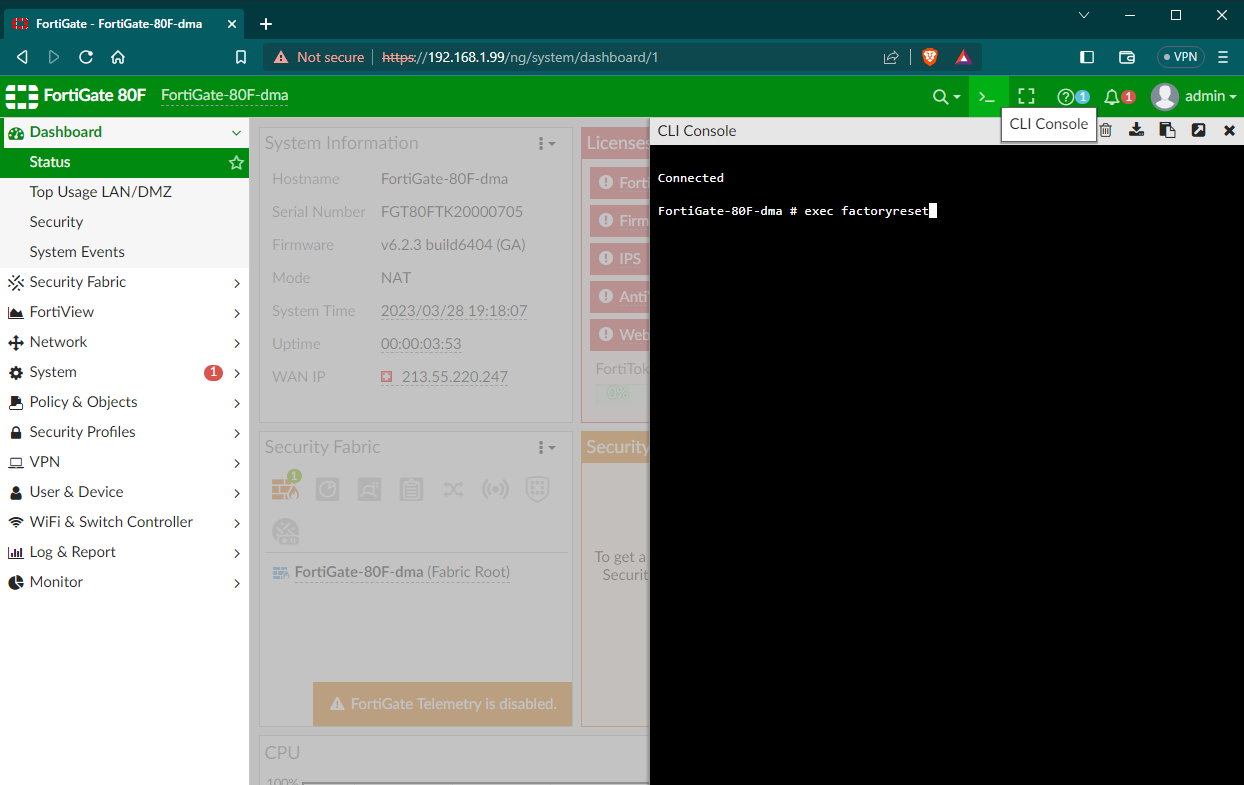 FortiGate - FortiGate-80F-dma
Not secure https://192.168.1.99/ng/system/dashboard/1 VPN
FortiGate 80F FortiGate-80F-dma >_ 1 1 admin
Dashboard
Status
Top Usage LAN/DMZ
Security
System Events
Security Fabric
FortiView
Network
System 1
Policy & Objects
Security Profiles
VPN
User & Device
WiFi & Switch Controller
Log & Report
Monitor
System Information
Hostname FortiGate-80F-dma
Serial Number FGT80FTK20000705
Firmware v6.2.3 build6404 (GA)
Mode NAT
System Time 2023/03/28 19:18:07
Uptime 00:00:03:53
WAN IP 213.55.220.247
Licenses
Forti
Firm
IPS
Anti
Web
FortiTok
0%
Security Fabric
1
FortiGate-80F-dma (Fabric Root)
FortiGate Telemetry is disabled.
Security
To get a
Securit
CPU
100%
CLI Console
CLI Console
Connected
FortiGate-80F-dma # exec factoryreset